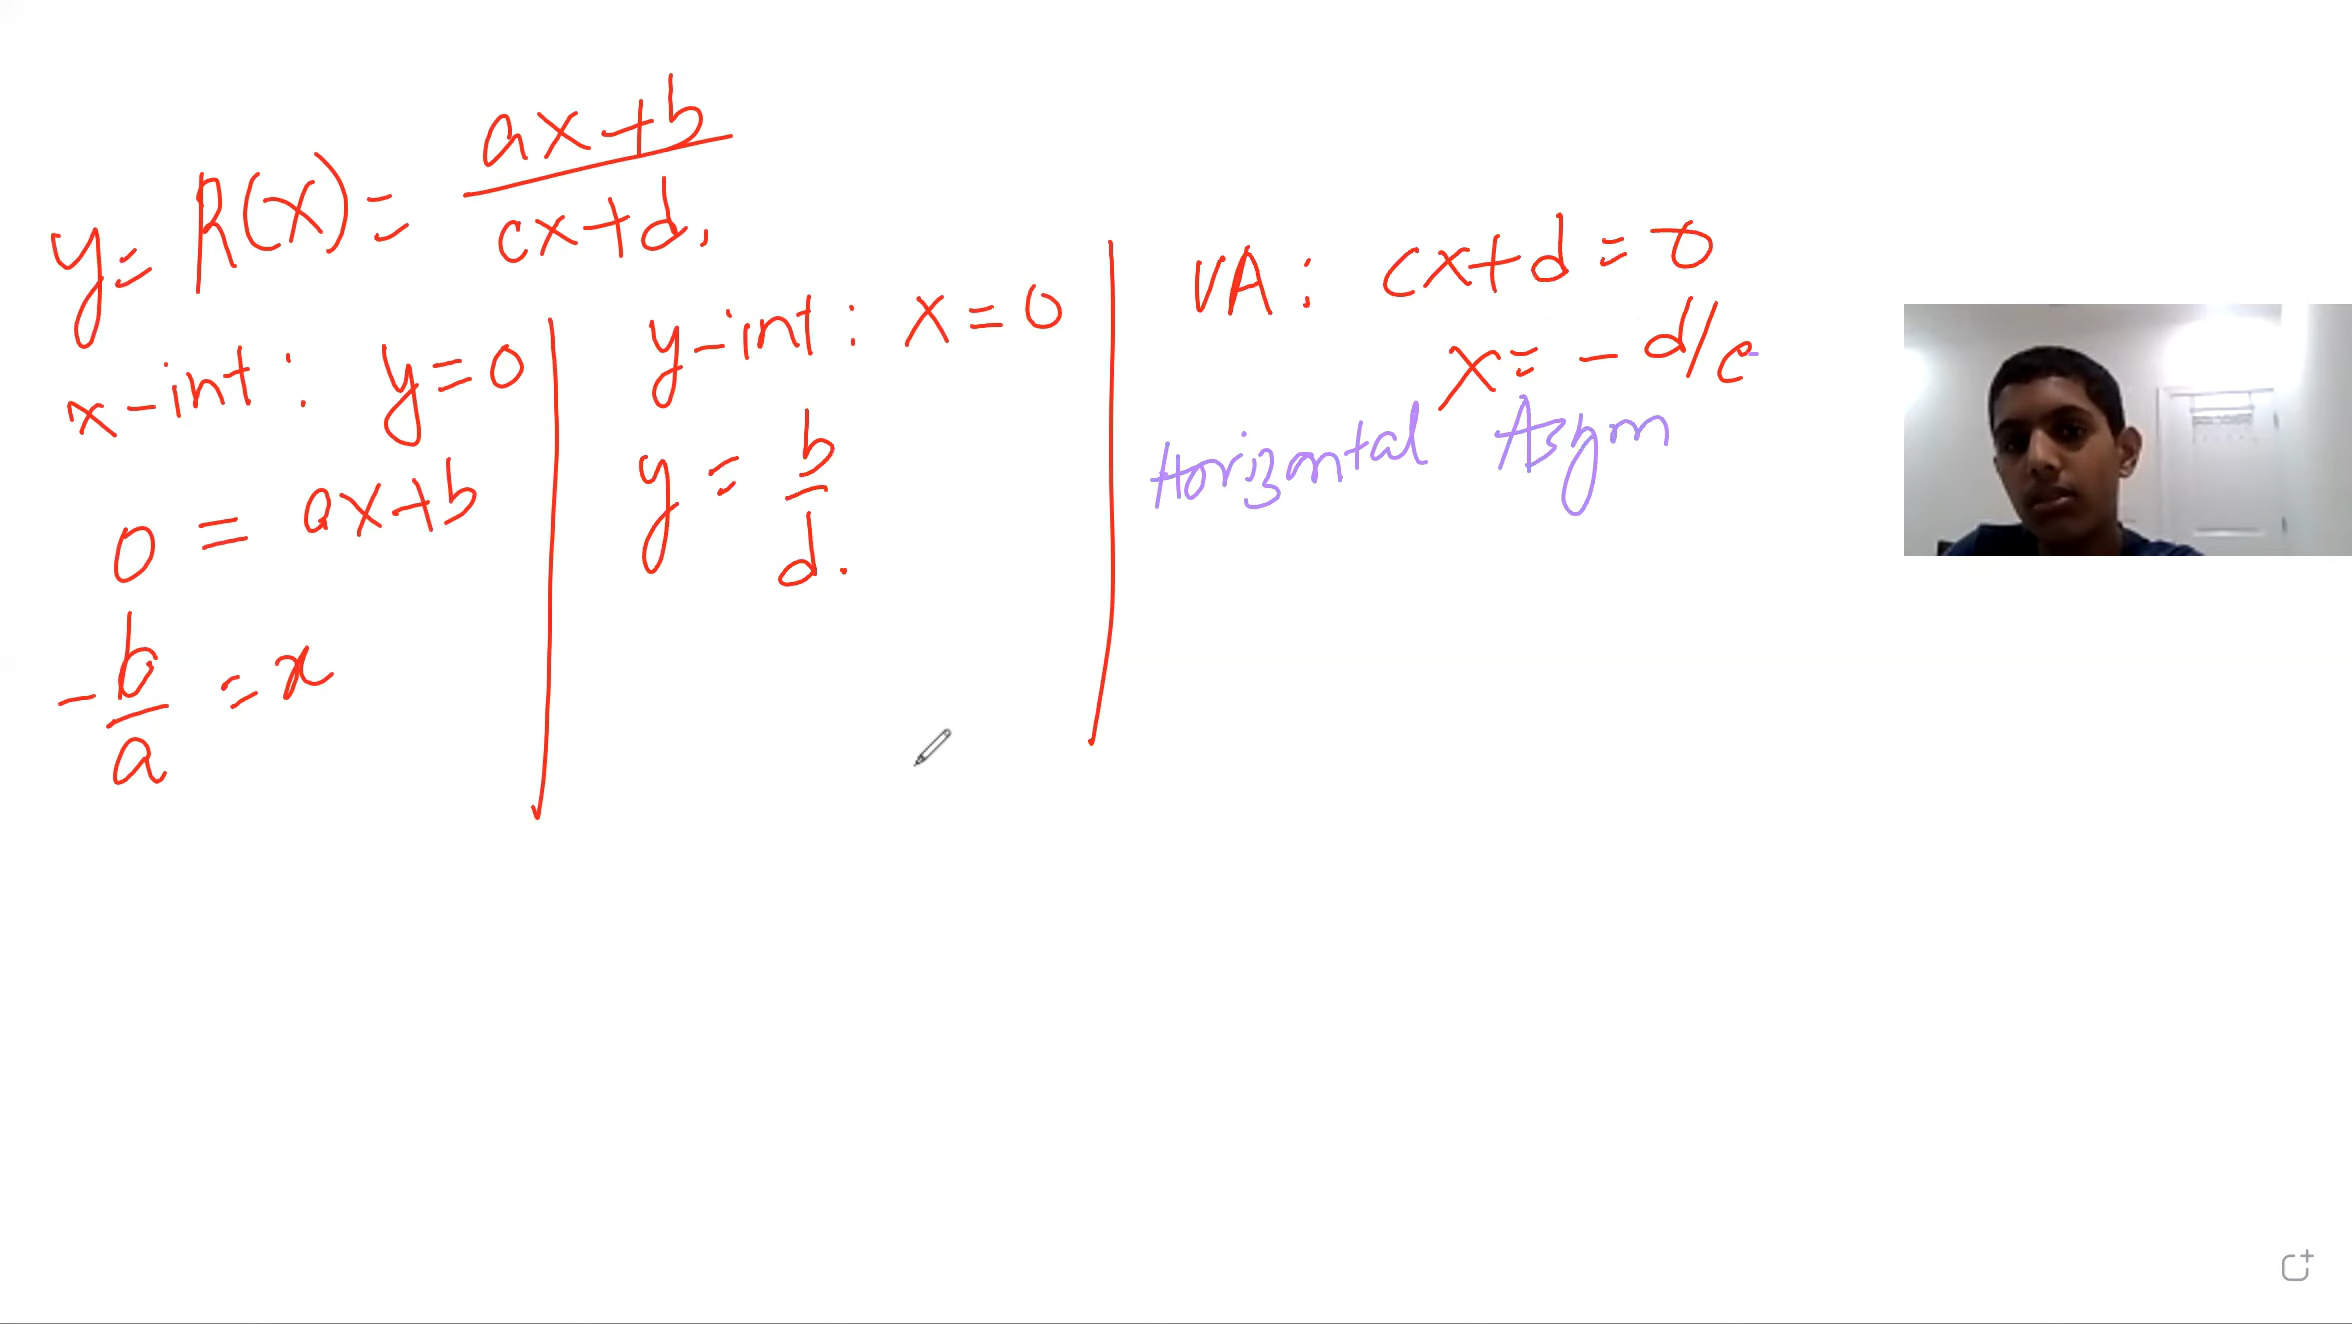 y = R(x) = (ax+b)/(cx+d).
x-int: y=0
0 = ax+b
-b/a = x
y-int: x=0
y = b/d.
VA: cx+d = 0
x = -d/c
Horizontal Asym